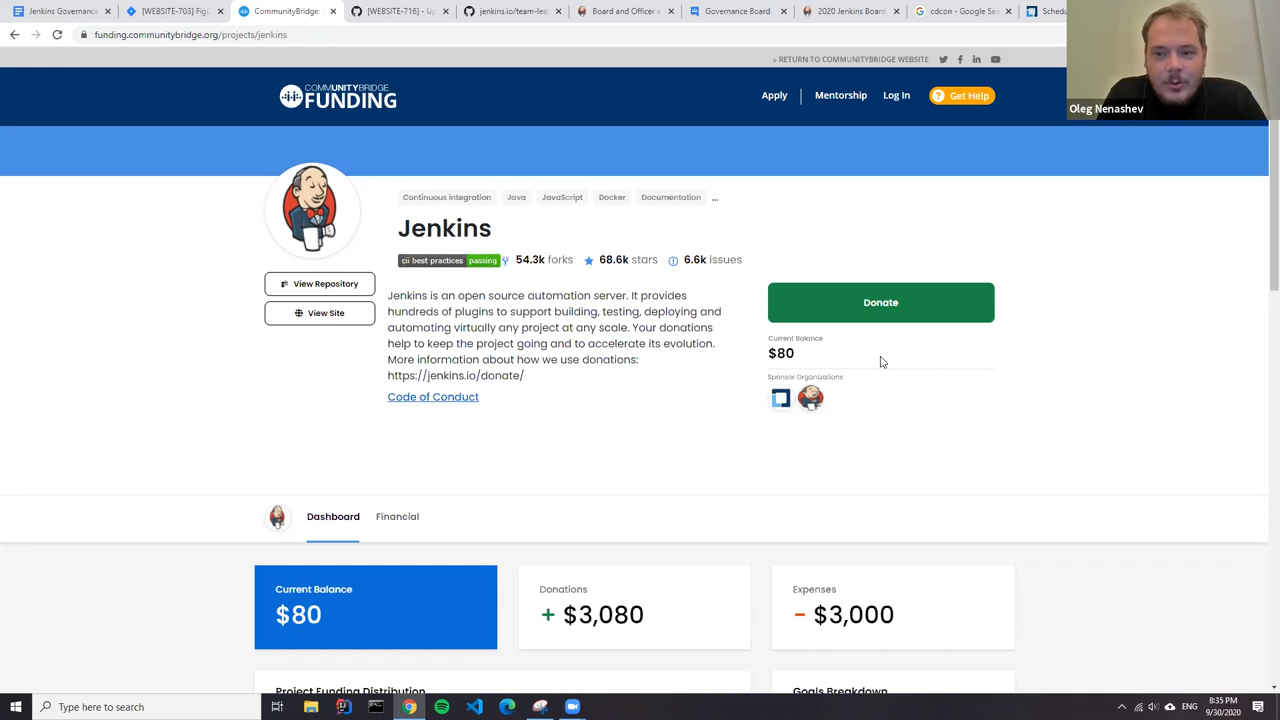 Jenkins Governanc
[WEBSITE-703] Figu
CommunityBridge
[WEBSITE-716] - Up
jenkins.io/team-lea
Board and Officer e
Governance Board
2020 Jenkins Board
cdcon - Google Sea
Sched
funding.communitybridge.org/projects/jenkins
RETURN TO COMMUNITYBRIDGE WEBSITE
COMMUNITYBRIDGE
FUNDING
Apply
Mentorship
Log In
? Get Help
Oleg Nenashev
Continuous integration
Java
JavaScript
Docker
Documentation
...
Jenkins
cii best practices passing
54.3k forks
68.6k stars
6.6k issues
View Repository
View Site
Jenkins is an open source automation server. It provides
hundreds of plugins to support building, testing, deploying and
automating virtually any project at any scale. Your donations
help to keep the project going and to accelerate its evolution.
More information about how we use donations:
https://jenkins.io/donate/
Code of Conduct
Donate
Current Balance
$80
Sponsor Organizations
Dashboard
Financial
Current Balance
$80
Donations
+ $3,080
Expenses
- $3,000
Project Funding Distribution
Goals Breakdown
Type here to search
ENG
8:35 PM
9/30/2020